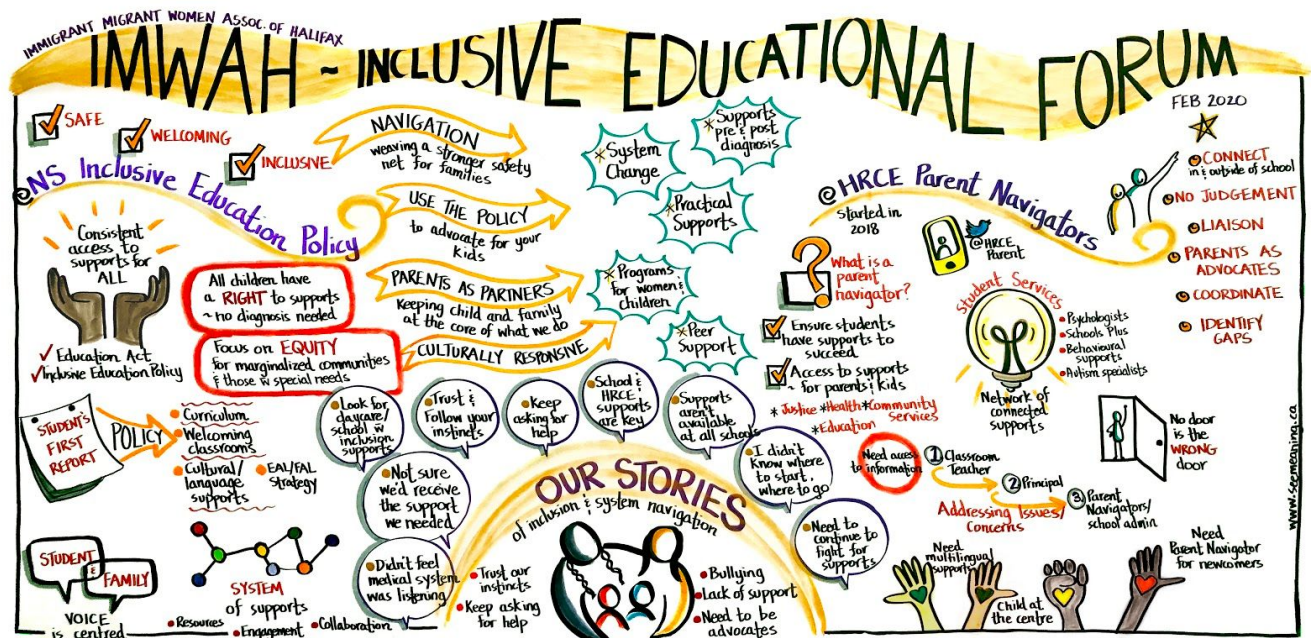 IMMIGRANT MIGRANT WOMEN ASSOC. OF HALIFAX
IMWAH ~ INCLUSIVE EDUCATIONAL FORUM
FEB 2020
SAFE
WELCOMING
INCLUSIVE
@NS Inclusive Education Policy
Consistent
access to
supports for
ALL
Education Act
Inclusive Education Policy
All children have
a RIGHT to supports
~ no diagnosis needed
Focus on EQUITY
for marginalized communities
& those w special needs
STUDENT'S
FIRST
REPORT
POLICY
Curriculum
Welcoming
classrooms
Cultural/
language
supports
EAL/FAL
Strategy
STUDENT
&
FAMILY
VOICE
is centred
SYSTEM
of supports
Resources
Engagement
Collaboration
NAVIGATION
weaving a stronger safety
net for families
USE THE POLICY
to advocate for your
kids
PARENTS AS PARTNERS
Keeping child and family
at the core of what we do
CULTURALLY RESPONSIVE
*System
Change
*Supports
pre & post
diagnosis
*Practical
Supports
*Programs
for women &
children
*Peer
Support
Look for
daycare/
school w
inclusion
supports
Trust &
Follow your
instincts
Keep
asking for
help
School &
HRCE
supports
are key
Supports
aren't
available
at all schools
I didn't
know where
to start,
where to go
Need to
continue to
fight for
supports
Not sure
we'd receive
the support
we needed
Didn't feel
medical system
was listening
OUR STORIES
of inclusion & system navigation
Trust our
instincts
Keep asking
for help
Bullying
Lack of support
Need to be
advocates
@HRCE Parent Navigators
Started in
2018
@HRCE
Parent
?
What is a
parent
navigator?
Ensure students
have supports to
succeed
Access to supports
~ for parents & kids
*Justice *Health *Community
Services
*Education
Student Services
Psychologists
Schools Plus
Behavioural
supports
Autism specialists
Network of
connected
supports
CONNECT
in & outside of school
NO JUDGEMENT
LIAISON
PARENTS AS
ADVOCATES
COORDINATE
IDENTIFY
GAPS
No door
is the
WRONG
door
Need access
to information
1 Classroom
Teacher
2 Principal
3 Parent
Navigators/
school admin
Addressing Issues/
Concerns
Need
multilingual
supports
Child at
the centre
Need
Parent Navigator
for newcomers
www.seemeaning.ca